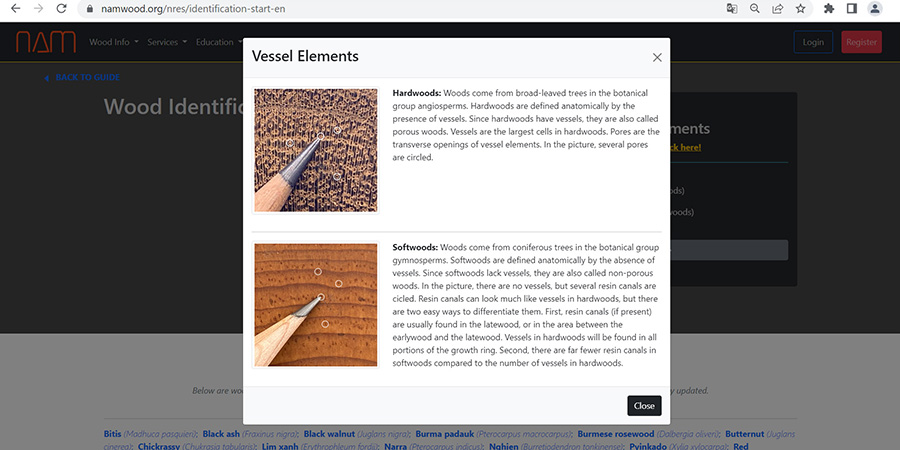 namwood.org/nres/identification-start-en
NAM Wood Info Services Education Login Register
BACK TO GUIDE
Wood Identific
Vessel Elements
Hardwoods: Woods come from broad-leaved trees in the botanical
group angiosperms. Hardwoods are defined anatomically by the
presence of vessels. Since hardwoods have vessels, they are also called
porous woods. Vessels are the largest cells in hardwoods. Pores are the
transverse openings of vessel elements. In the picture, several pores
are circled.
ments
ck here!
ds)
oods)
Softwoods: Woods come from coniferous trees in the botanical group
gymnosperms. Softwoods are defined anatomically by the absence of
vessels. Since softwoods lack vessels, they are also called non-porous
woods. In the picture, there are no vessels, but several resin canals are
cicled. Resin canals can look much like vessels in hardwoods, but there
are two easy ways to differentiate them. First, resin canals (if present)
are usually found in the latewood, or in the area between the
earlywood and the latewood. Vessels in hardwoods will be found in all
portions of the growth ring. Second, there are far fewer resin canals in
softwoods compared to the number of vessels in hardwoods.
Close
Below are woo
y updated.
Bitis (Madhuca pasquieri); Black ash (Fraxinus nigra); Black walnut (Juglans nigra); Burma padauk (Pterocarpus macrocarpus); Burmese rosewood (Dalbergia oliveri); Butternut (Juglans
cinerea); Chickrassy (Chukrasia tabularis); Lim xanh (Erythrophleum fordii); Narra (Pterocarpus indicus); Nghien (Burretiodendron tonkinense); Pyinkado (Xylia xylocarpa); Red